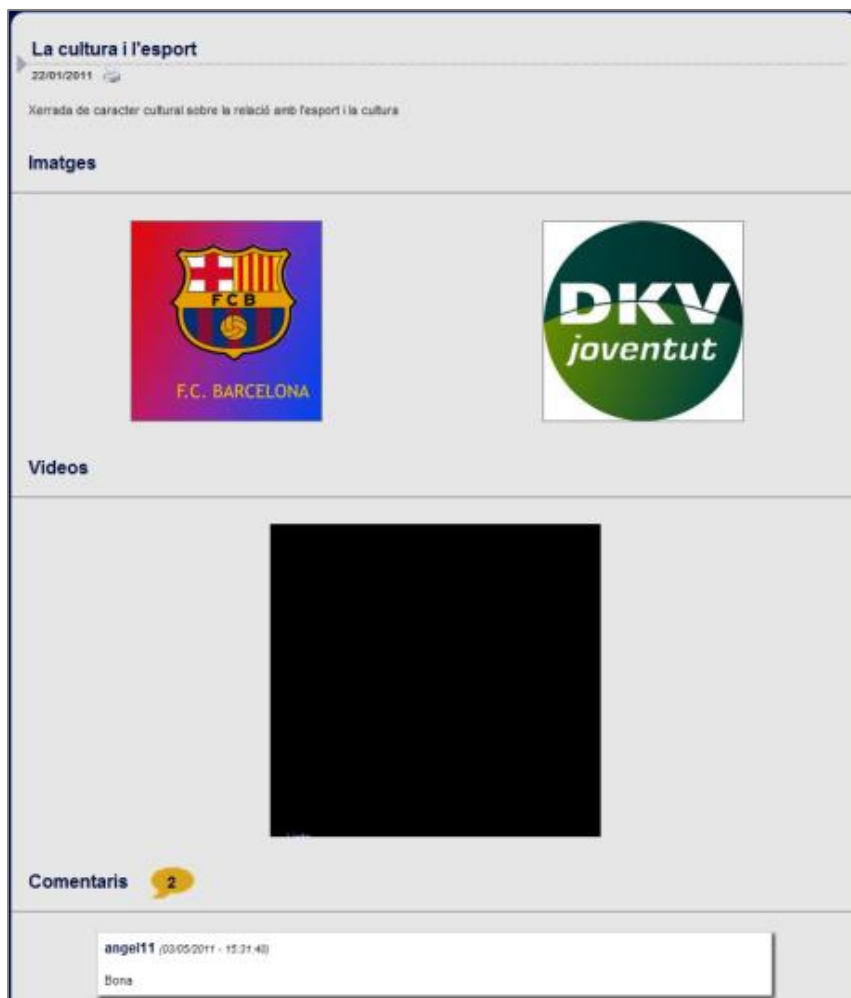 La cultura i l'esport
22/01/2011
Xerrada de caracter cultural sobre la relació amb l'esport i la cultura
Imatges
FCB
F.C. BARCELONA
DKV
joventut
Videos
Comentaris 2
angel11 (03/05/2011 - 15:31:40)
Bona